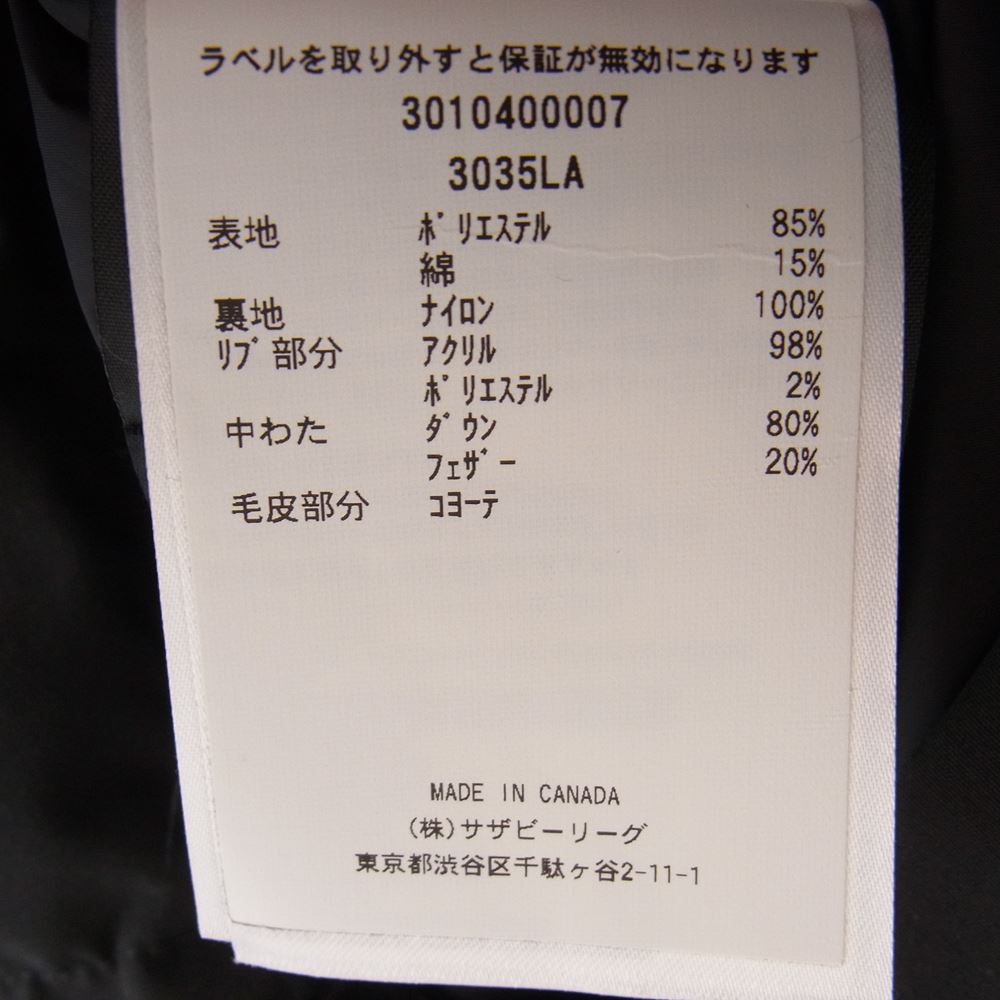 ラベルを取り外すと保証が無効になります
3010400007
3035LA
表地 ﾎﾟﾘｴｽﾃﾙ 85%
綿 15%
裏地 ﾅｲﾛﾝ 100%
ﾘﾌﾞ部分 ｱｸﾘﾙ 98%
ﾎﾟﾘｴｽﾃﾙ 2%
中わた ﾀﾞｳﾝ 80%
ﾌｪｻﾞｰ 20%
毛皮部分 ｺﾖｰﾃ
MADE IN CANADA
(株)サザビーリーグ
東京都渋谷区千駄ヶ谷2-11-1